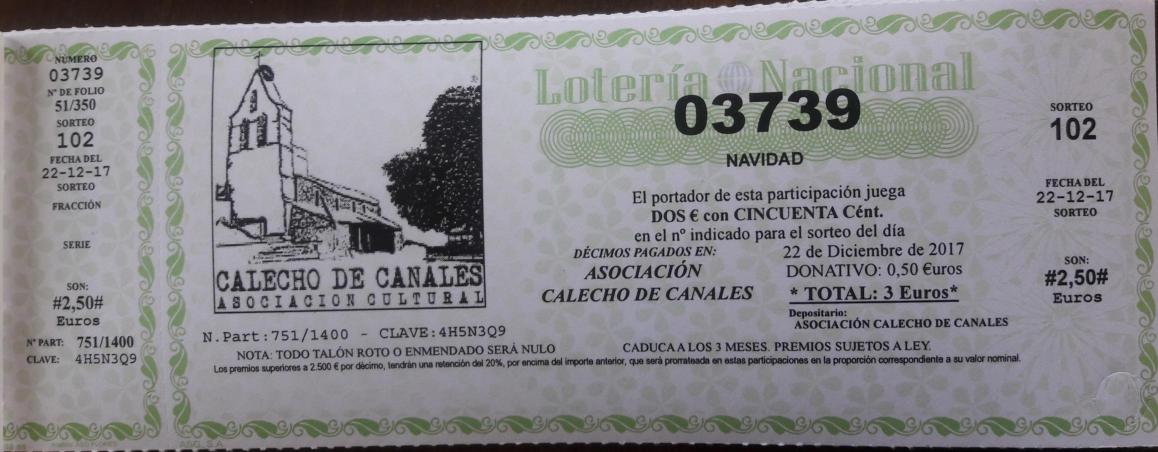 NÚMERO
03739
Nº DE FOLIO
51/350
SORTEO
102
FECHA DEL
22-12-17
SORTEO
FRACCIÓN
SERIE
SON:
#2,50#
Euros
Nº PART: 751/1400
CLAVE: 4H5N3Q9
CALECHO DE CANALES
ASOCIACION CULTURAL
N.Part:751/1400 - CLAVE:4H5N3Q9
Lotería Nacional
03739
NAVIDAD
El portador de esta participación juega
DOS € con CINCUENTA Cént.
en el nº indicado para el sorteo del día
22 de Diciembre de 2017
DÉCIMOS PAGADOS EN:
ASOCIACIÓN
CALECHO DE CANALES
DONATIVO: 0,50 €uros
* TOTAL: 3 Euros*
Depositario:
ASOCIACIÓN CALECHO DE CANALES
SORTEO
102
FECHA DEL
22-12-17
SORTEO
SON:
#2,50#
Euros
NOTA: TODO TALÓN ROTO O ENMENDADO SERÁ NULO
CADUCA A LOS 3 MESES. PREMIOS SUJETOS A LEY.
Los premios superiores a 2.500 € por décimo, tendrán una retención del 20%, por encima del importe anterior, que será prorrateada en estas participaciones en la proporción correspondiente a su valor nominal.